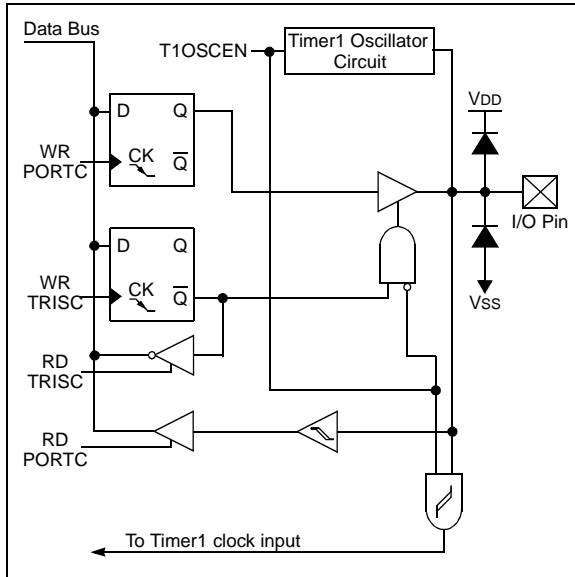 Data Bus
T1OSCEN
Timer1 Oscillator
Circuit
VDD
D
Q
WR
PORTC
CK
Q
I/O Pin
D
Q
WR
TRISC
CK
Q
VSS
RD
TRISC
RD
PORTC
To Timer1 clock input